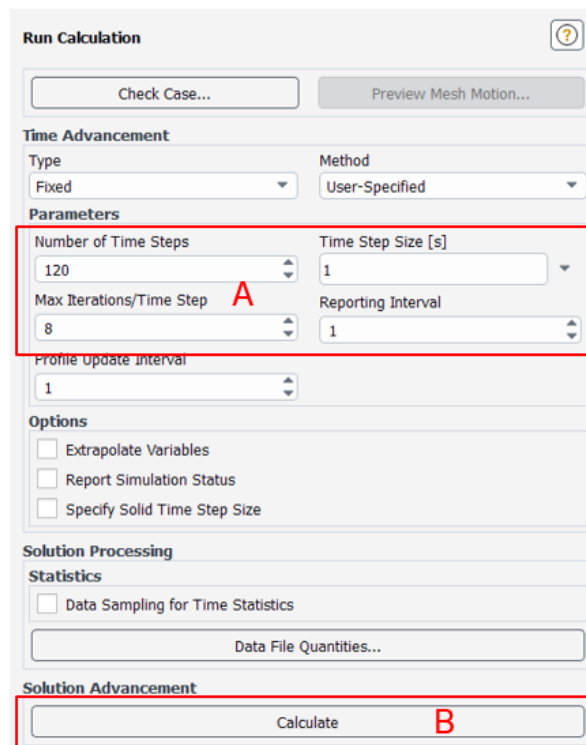 Run Calculation
?
Check Case...
Preview Mesh Motion...
Time Advancement
Type
Method
Fixed
User-Specified
Parameters
Number of Time Steps
Time Step Size [s]
120
1
A
Max Iterations/Time Step
Reporting Interval
8
1
Profile Update Interval
1
Options
Extrapolate Variables
Report Simulation Status
Specify Solid Time Step Size
Solution Processing
Statistics
Data Sampling for Time Statistics
Data File Quantities...
Solution Advancement
Calculate
B